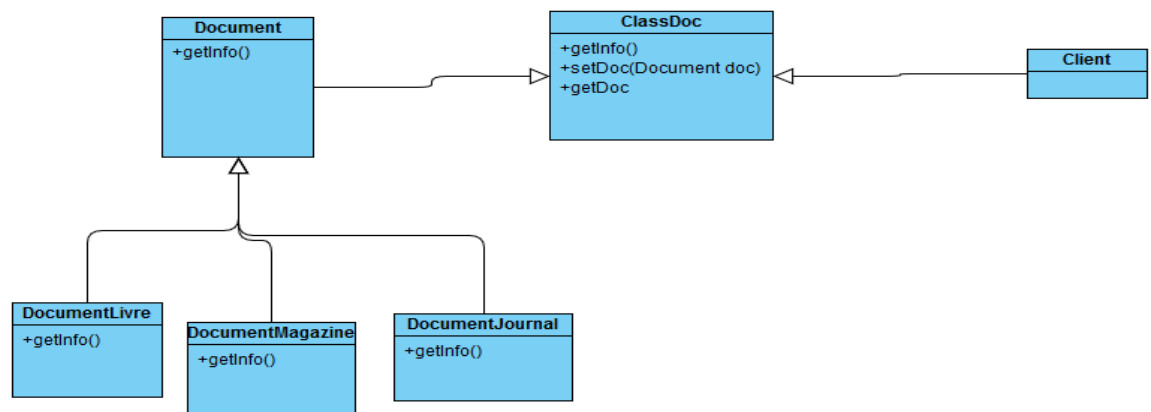 Document
+getInfo()
ClassDoc
+getInfo()
+setDoc(Document doc)
+getDoc
Client
DocumentLivre
+getInfo()
DocumentMagazine
+getInfo()
DocumentJournal
+getInfo()